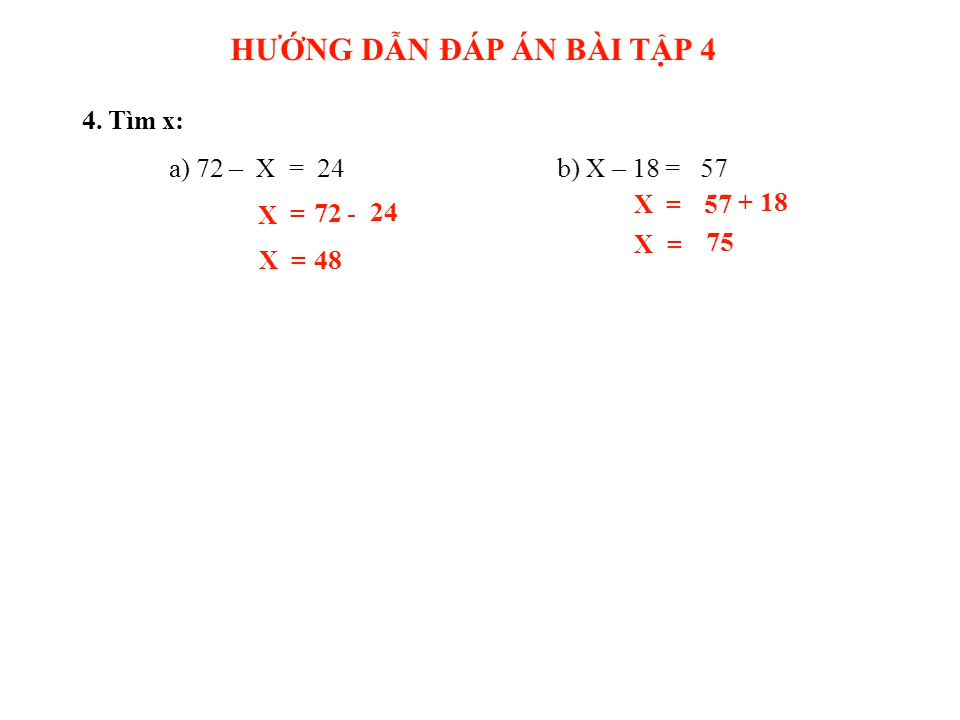 HƯỚNG DẪN ĐÁP ÁN BÀI TẬP 4
4. Tìm x:
a) 72 – X = 24
X = 72 - 24
X = 48
b) X – 18 = 57
X = 57 + 18
X = 75